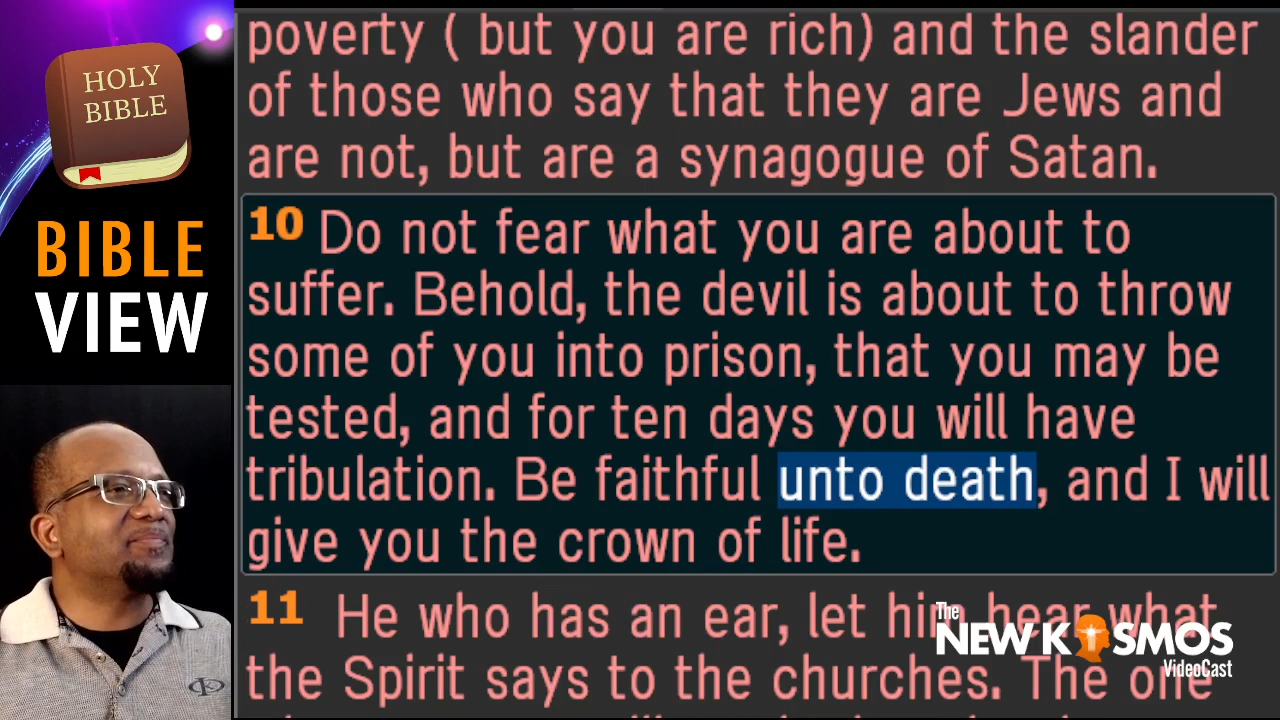 HOLY
BIBLE
BIBLE
VIEW
poverty ( but you are rich) and the slander
of those who say that they are Jews and
are not, but are a synagogue of Satan.
10 Do not fear what you are about to
suffer. Behold, the devil is about to throw
some of you into prison, that you may be
tested, and for ten days you will have
tribulation. Be faithful unto death, and I will
give you the crown of life.
11 He who has an ear, let him hear what
the Spirit says to the churches. The one
The
NEW KOSMOS
VideoCast